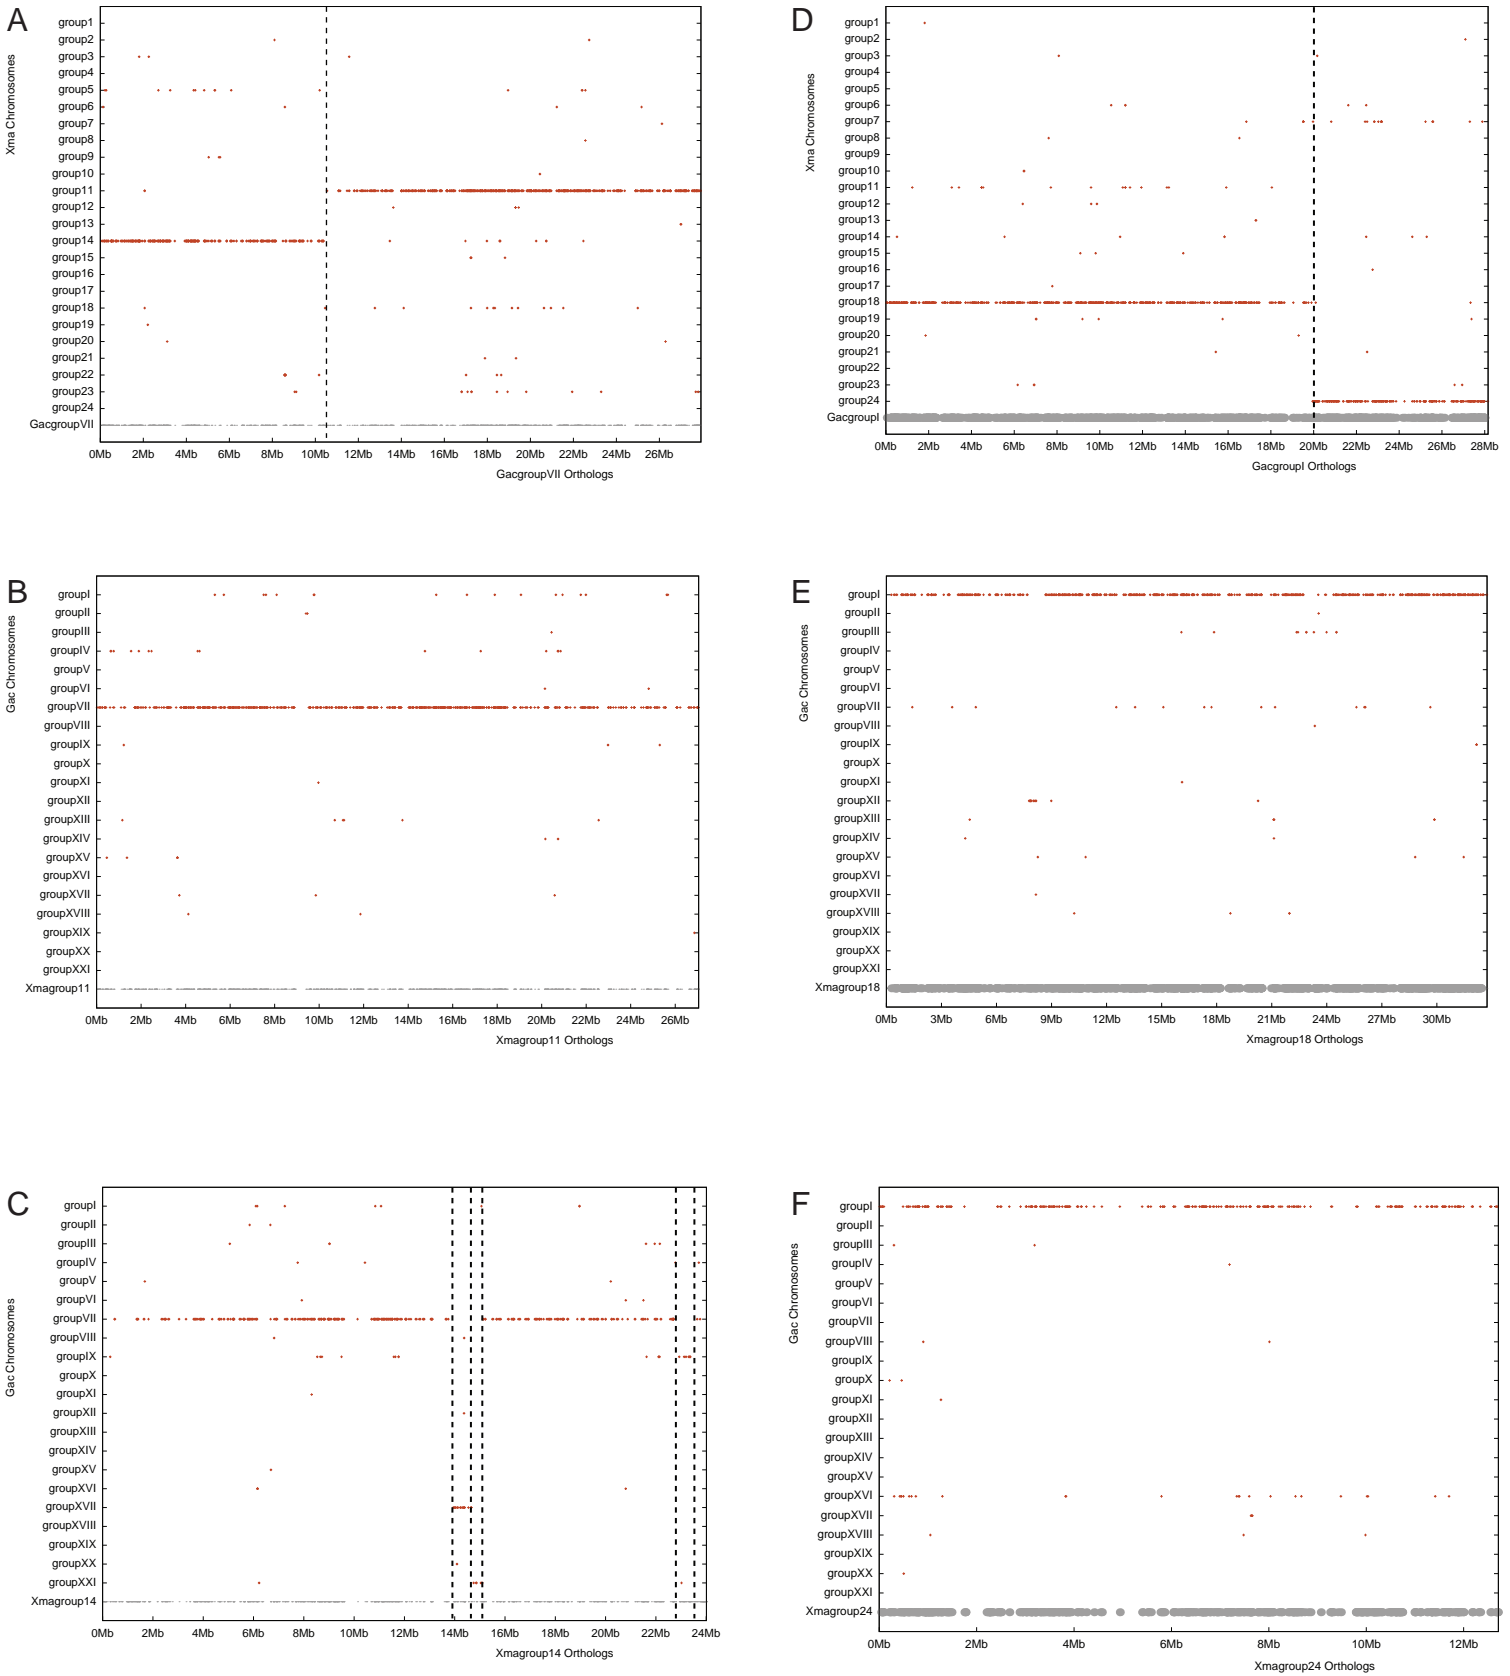 A
Xma Chromosomes
group1
group2
group3
group4
group5
group6
group7
group8
group9
group10
group11
group12
group13
group14
group15
group16
group17
group18
group19
group20
group21
group22
group23
group24
GacgroupVII
0Mb 2Mb 4Mb 6Mb 8Mb 10Mb 12Mb 14Mb 16Mb 18Mb 20Mb 22Mb 24Mb 26Mb
GacgroupVII Orthologs
D
Xma Chromosomes
group1
group2
group3
group4
group5
group6
group7
group8
group9
group10
group11
group12
group13
group14
group15
group16
group17
group18
group19
group20
group21
group22
group23
group24
GacgroupI
0Mb 2Mb 4Mb 6Mb 8Mb 10Mb 12Mb 14Mb 16Mb 18Mb 20Mb 22Mb 24Mb 26Mb 28Mb
GacgroupI Orthologs
B
Gac Chromosomes
groupI
groupII
groupIII
groupIV
groupV
groupVI
groupVII
groupVIII
groupIX
groupX
groupXI
groupXII
groupXIII
groupXIV
groupXV
groupXVI
groupXVII
groupXVIII
groupXIX
groupXX
groupXXI
Xmagroup11
0Mb 2Mb 4Mb 6Mb 8Mb 10Mb 12Mb 14Mb 16Mb 18Mb 20Mb 22Mb 24Mb 26Mb
Xmagroup11 Orthologs
E
Gac Chromosomes
groupI
groupII
groupIII
groupIV
groupV
groupVI
groupVII
groupVIII
groupIX
groupX
groupXI
groupXII
groupXIII
groupXIV
groupXV
groupXVI
groupXVII
groupXVIII
groupXIX
groupXX
groupXXI
Xmagroup18
0Mb 3Mb 6Mb 9Mb 12Mb 15Mb 18Mb 21Mb 24Mb 27Mb 30Mb
Xmagroup18 Orthologs
C
Gac Chromosomes
groupI
groupII
groupIII
groupIV
groupV
groupVI
groupVII
groupVIII
groupIX
groupX
groupXI
groupXII
groupXIII
groupXIV
groupXV
groupXVI
groupXVII
groupXVIII
groupXIX
groupXX
groupXXI
Xmagroup14
0Mb 2Mb 4Mb 6Mb 8Mb 10Mb 12Mb 14Mb 16Mb 18Mb 20Mb 22Mb 24Mb
Xmagroup14 Orthologs
F
Gac Chromosomes
groupI
groupII
groupIII
groupIV
groupV
groupVI
groupVII
groupVIII
groupIX
groupX
groupXI
groupXII
groupXIII
groupXIV
groupXV
groupXVI
groupXVII
groupXVIII
groupXIX
groupXX
groupXXI
Xmagroup24
0Mb 2Mb 4Mb 6Mb 8Mb 10Mb 12Mb
Xmagroup24 Orthologs